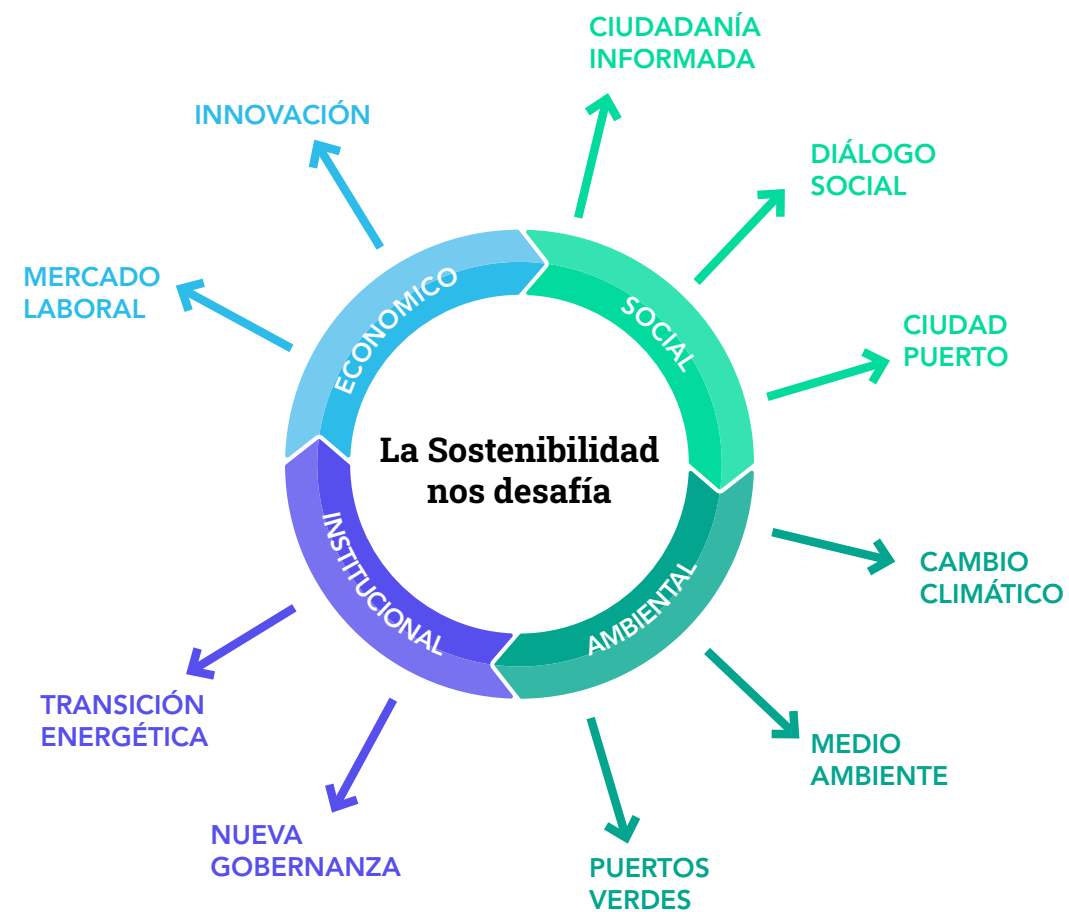 CIUDADANÍA
INFORMADA
INNOVACIÓN
DIÁLOGO
SOCIAL
MERCADO
LABORAL
CIUDAD
PUERTO
ECONOMICO
SOCIAL
La Sostenibilidad
nos desafía
INSTITUCIONAL
AMBIENTAL
CAMBIO
CLIMÁTICO
TRANSICIÓN
ENERGÉTICA
MEDIO
AMBIENTE
NUEVA
GOBERNANZA
PUERTOS
VERDES